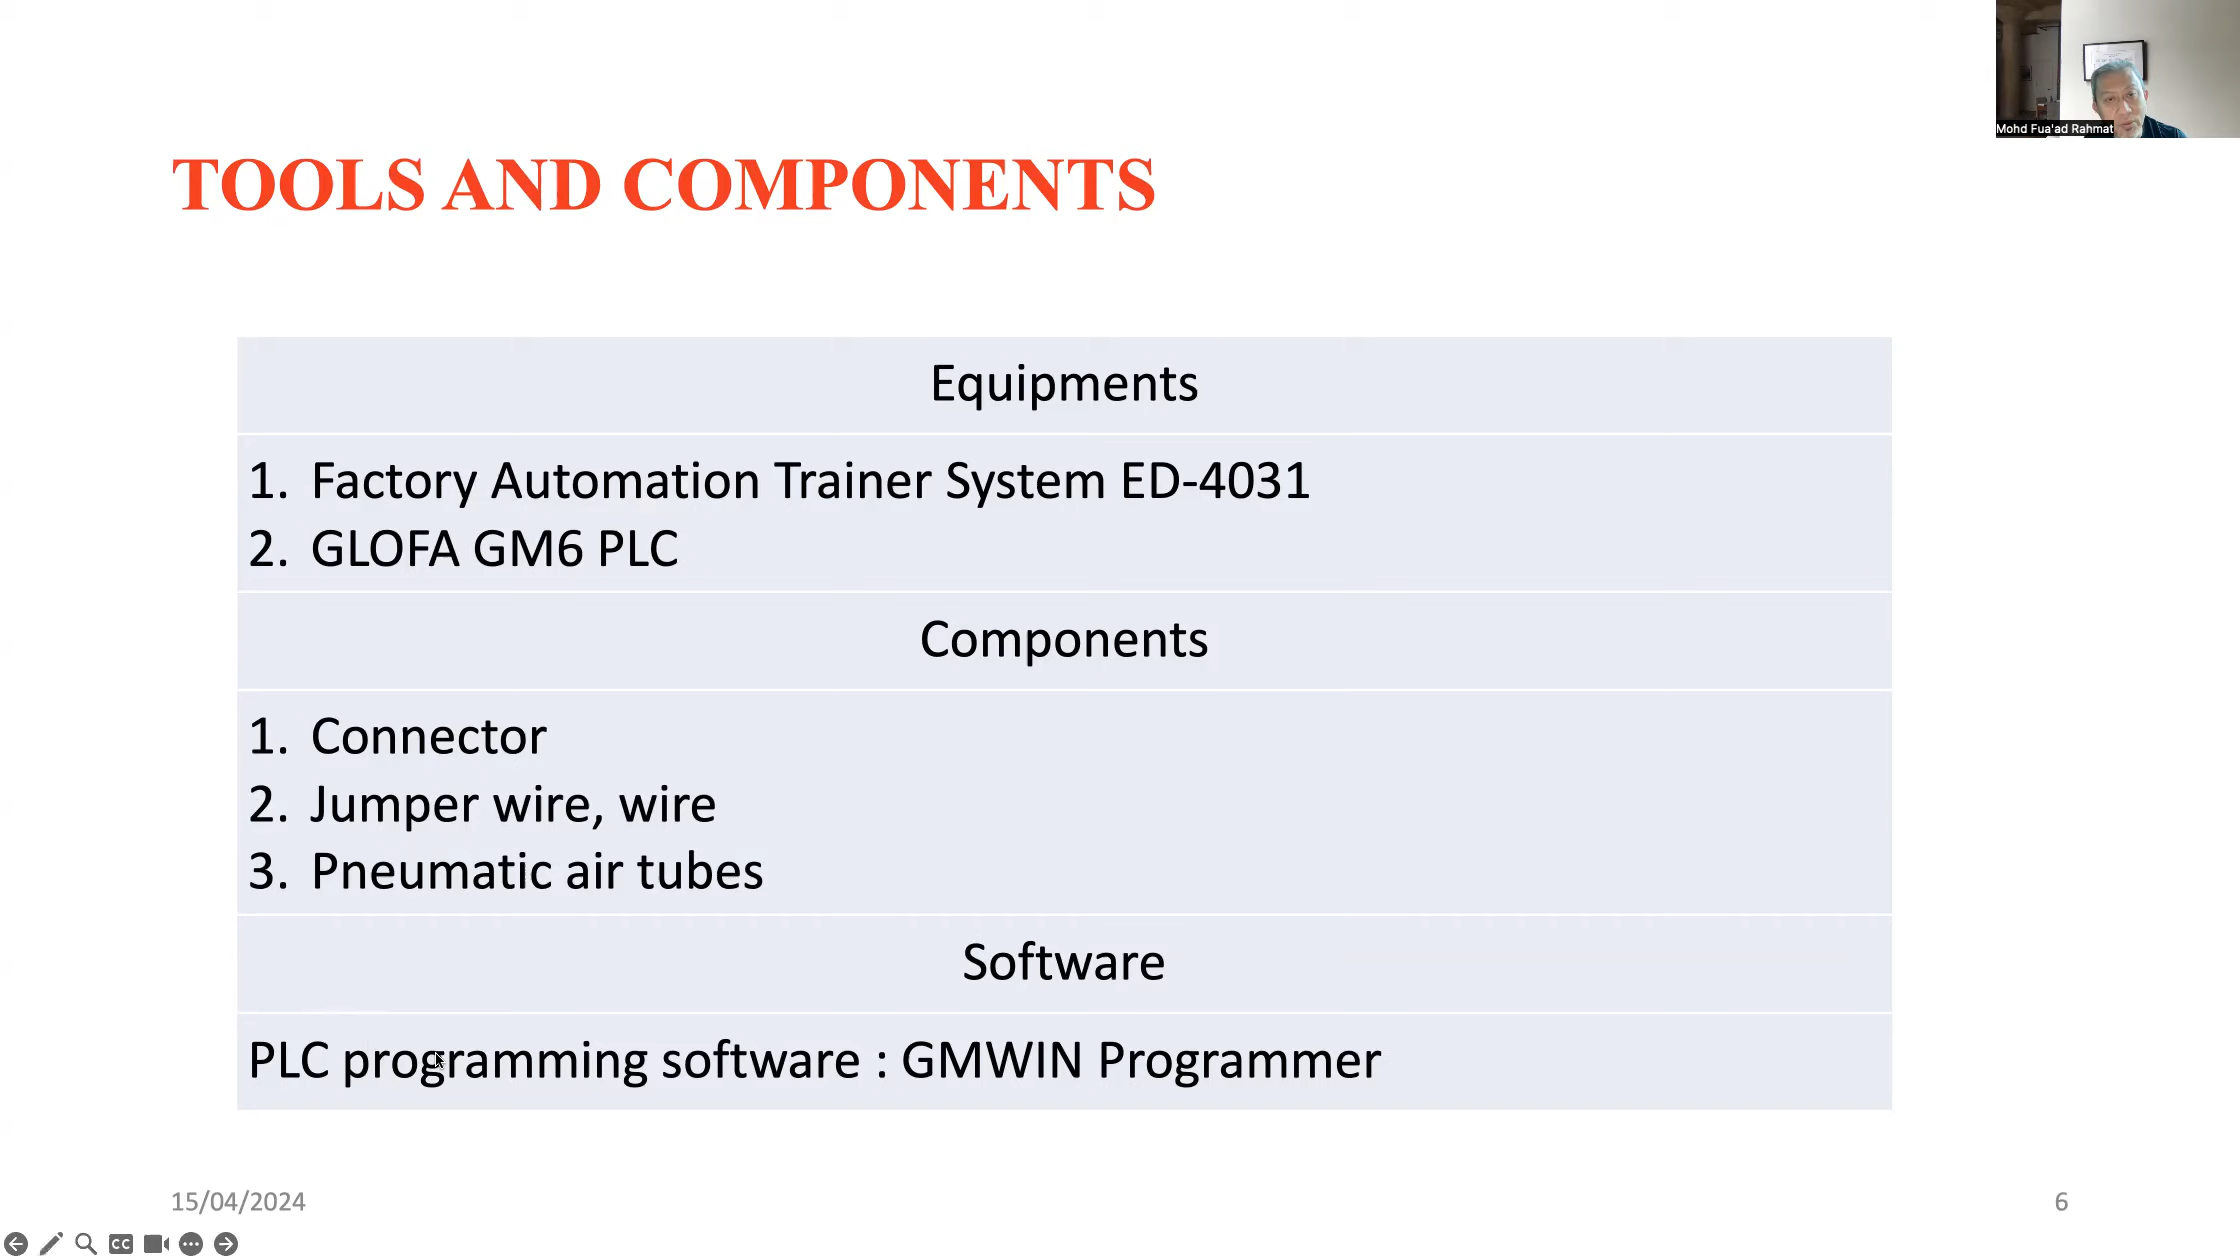 Mohd Fua'ad Rahmat
TOOLS AND COMPONENTS
Equipments
1. Factory Automation Trainer System ED-4031
2. GLOFA GM6 PLC
Components
1. Connector
2. Jumper wire, wire
3. Pneumatic air tubes
Software
PLC programming software : GMWIN Programmer
15/04/2024
6
CC